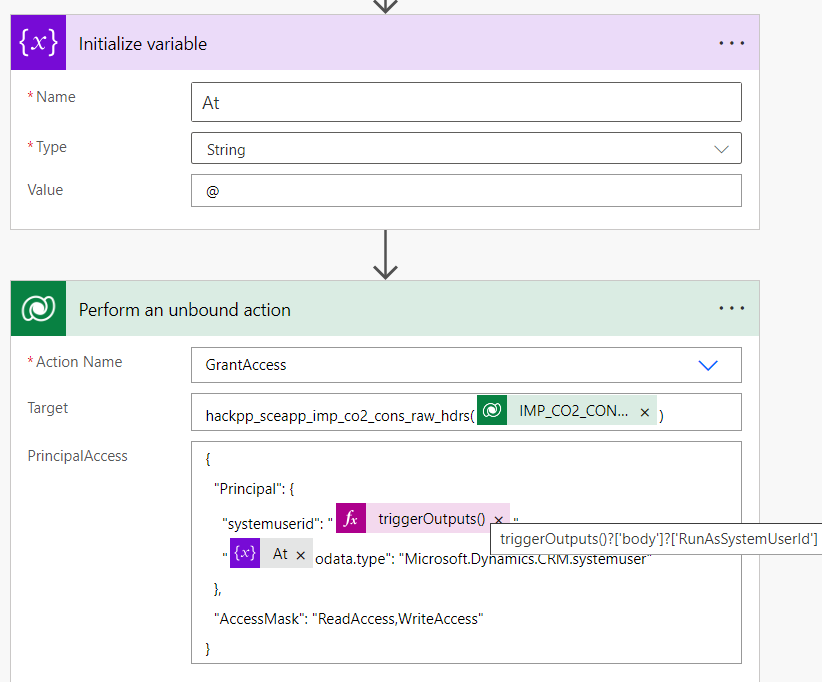 {x} Initialize variable ...
* Name At
* Type String
Value @
Perform an unbound action ...
* Action Name GrantAccess
Target hackpp_sceapp_imp_co2_cons_raw_hdrs( IMP_CO2_CON... × )
PrincipalAccess {
"Principal": {
"systemuserid": " fx triggerOutputs() × "
triggerOutputs()?['body']?['RunAsSystemUserId']
" {x} At × odata.type": "Microsoft.Dynamics.CRM.systemuser"
},
"AccessMask": "ReadAccess,WriteAccess"
}